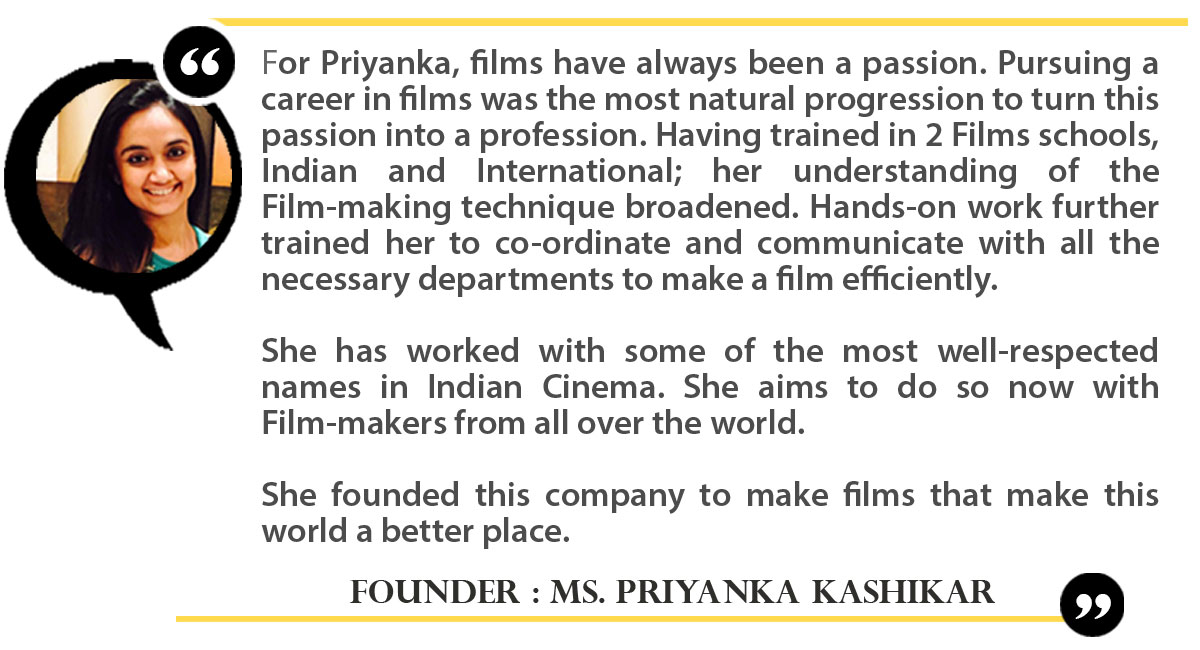 “
For Priyanka, films have always been a passion. Pursuing a
career in films was the most natural progression to turn this
passion into a profession. Having trained in 2 Films schools,
Indian and International; her understanding of the
Film-making technique broadened. Hands-on work further
trained her to co-ordinate and communicate with all the
necessary departments to make a film efficiently.
She has worked with some of the most well-respected
names in Indian Cinema. She aims to do so now with
Film-makers from all over the world.
She founded this company to make films that make this
world a better place.
FOUNDER : MS. PRIYANKA KASHIKAR
”